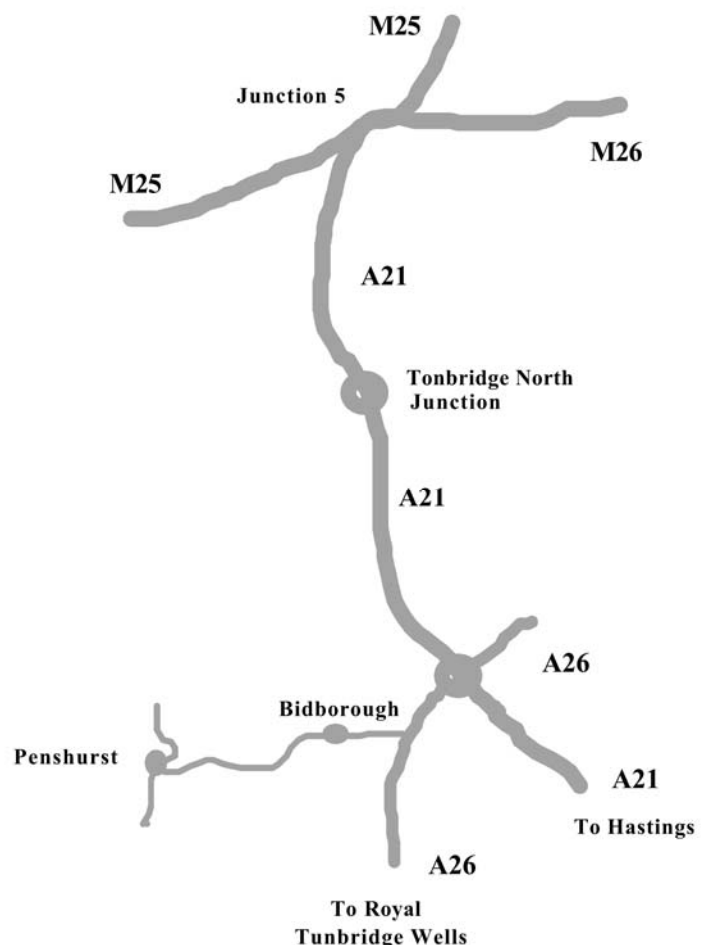 M25
Junction 5
M26
M25
A21
Tonbridge North
Junction
A21
A26
Bidborough
Penshurst
A21
To Hastings
A26
To Royal
Tunbridge Wells